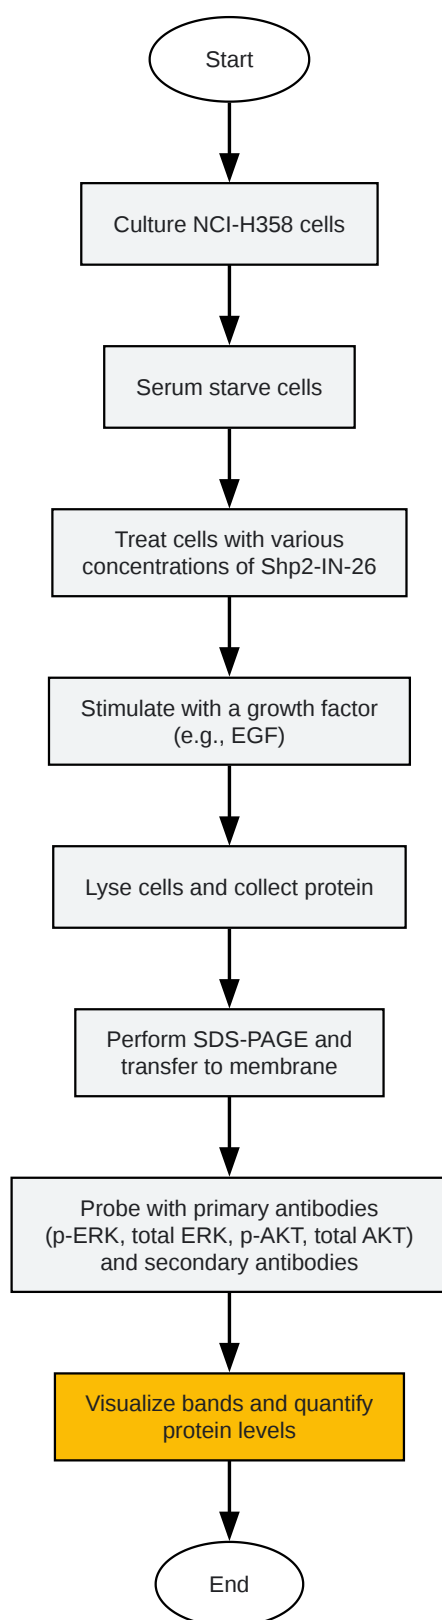 Start
Culture NCI-H358 cells
Serum starve cells
Treat cells with various
concentrations of Shp2-IN-26
Stimulate with a growth factor
(e.g., EGF)
Lyse cells and collect protein
Perform SDS-PAGE and
transfer to membrane
Probe with primary antibodies
(p-ERK, total ERK, p-AKT, total AKT)
and secondary antibodies
Visualize bands and quantify
protein levels
End